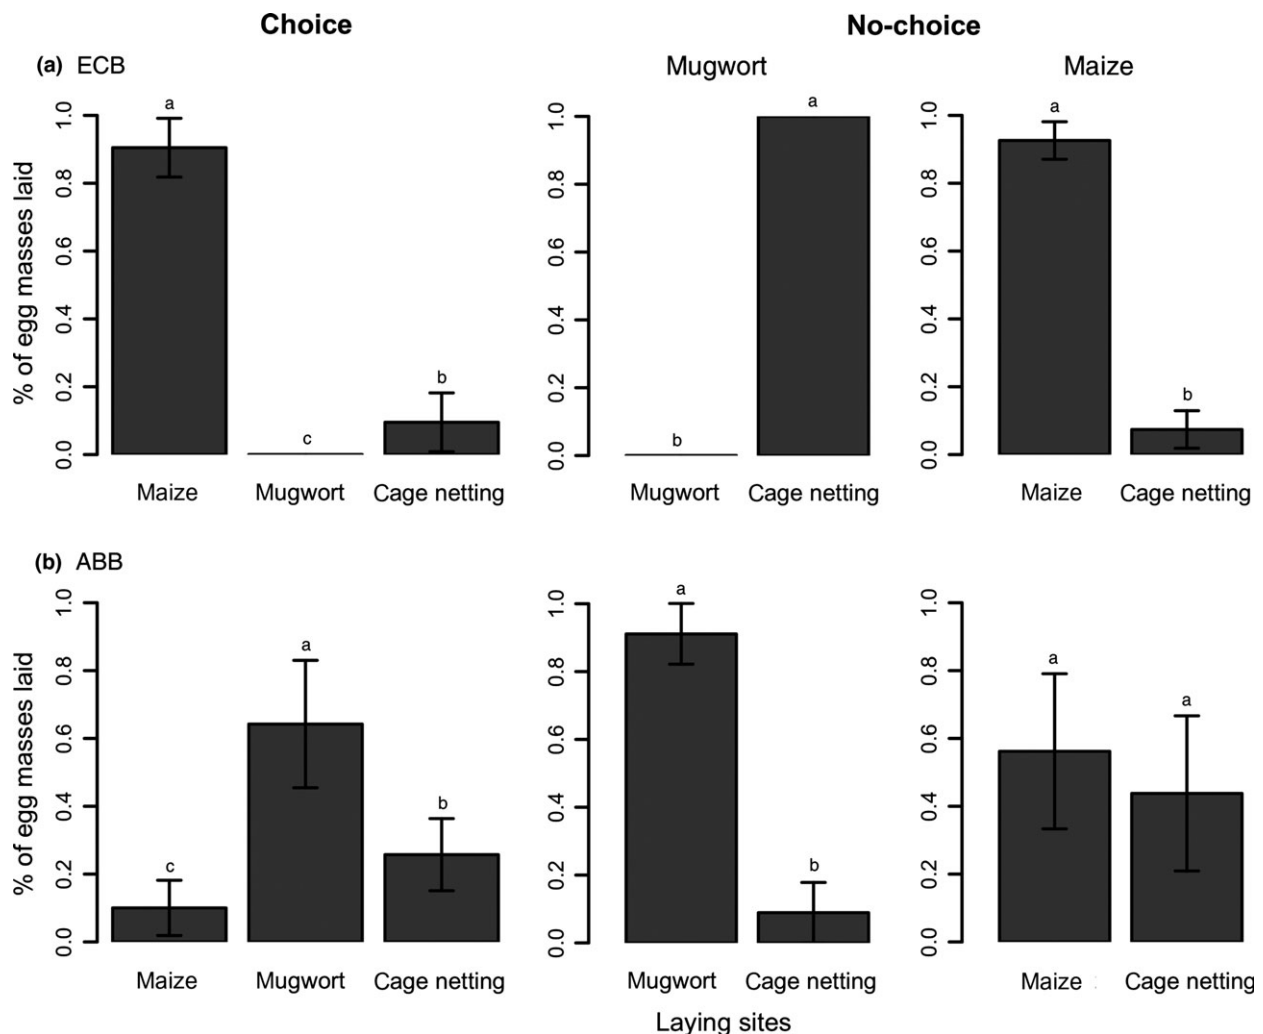 Choice
No-choice
(a) ECB
Mugwort
Maize
% of egg masses laid
0.0 0.2 0.4 0.6 0.8 1.0
a
c
b
Maize Mugwort Cage netting
0.0 0.2 0.4 0.6 0.8 1.0
b
a
Mugwort Cage netting
0.0 0.2 0.4 0.6 0.8 1.0
a
b
Maize Cage netting
(b) ABB
% of egg masses laid
0.0 0.2 0.4 0.6 0.8 1.0
c
a
b
Maize Mugwort Cage netting
0.0 0.2 0.4 0.6 0.8 1.0
a
b
Mugwort Cage netting
0.0 0.2 0.4 0.6 0.8 1.0
a
a
Maize Cage netting
Laying sites